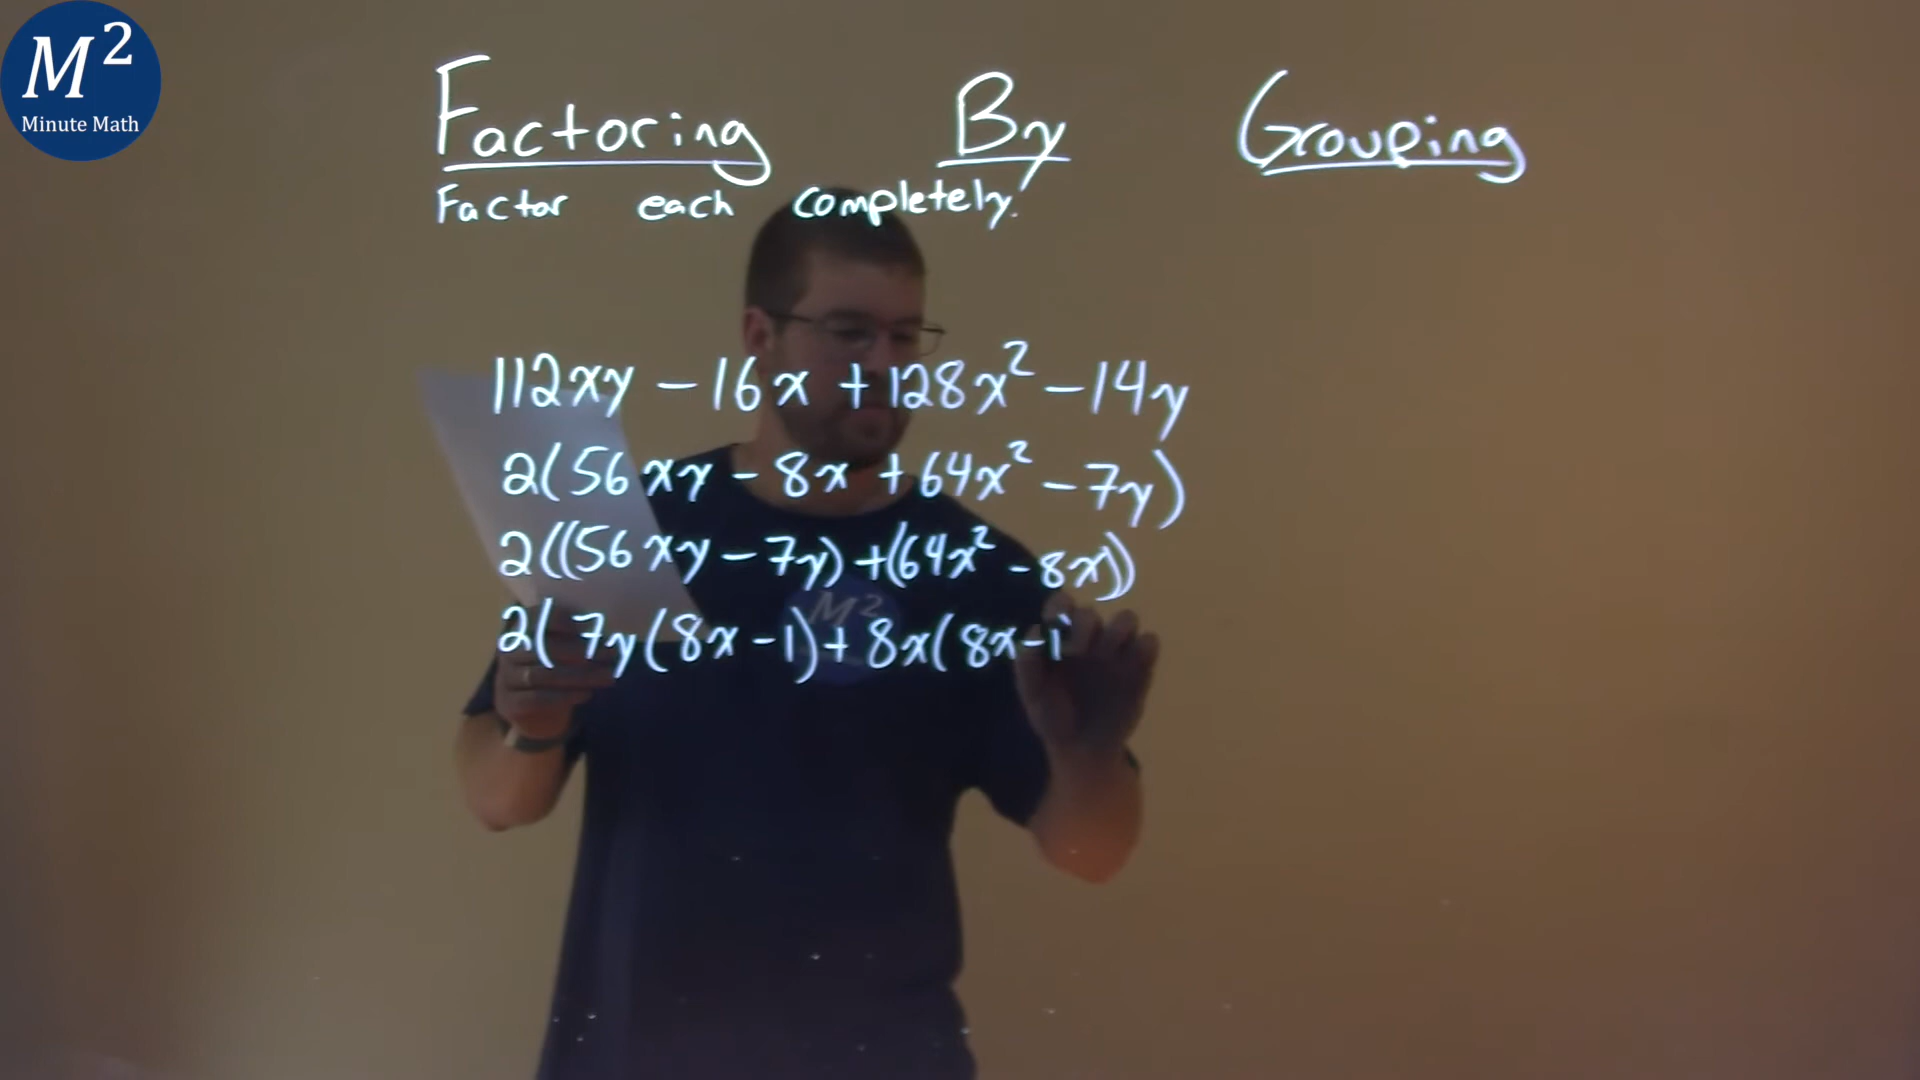 M²
Minute Math
Factoring By Grouping
Factor each completely.
112xy - 16x + 128x² - 14y
2(56xy - 8x + 64x² - 7y)
2((56xy - 7y) + (64x² - 8x))
2( 7y(8x - 1) + 8x( 8x - 1
M²